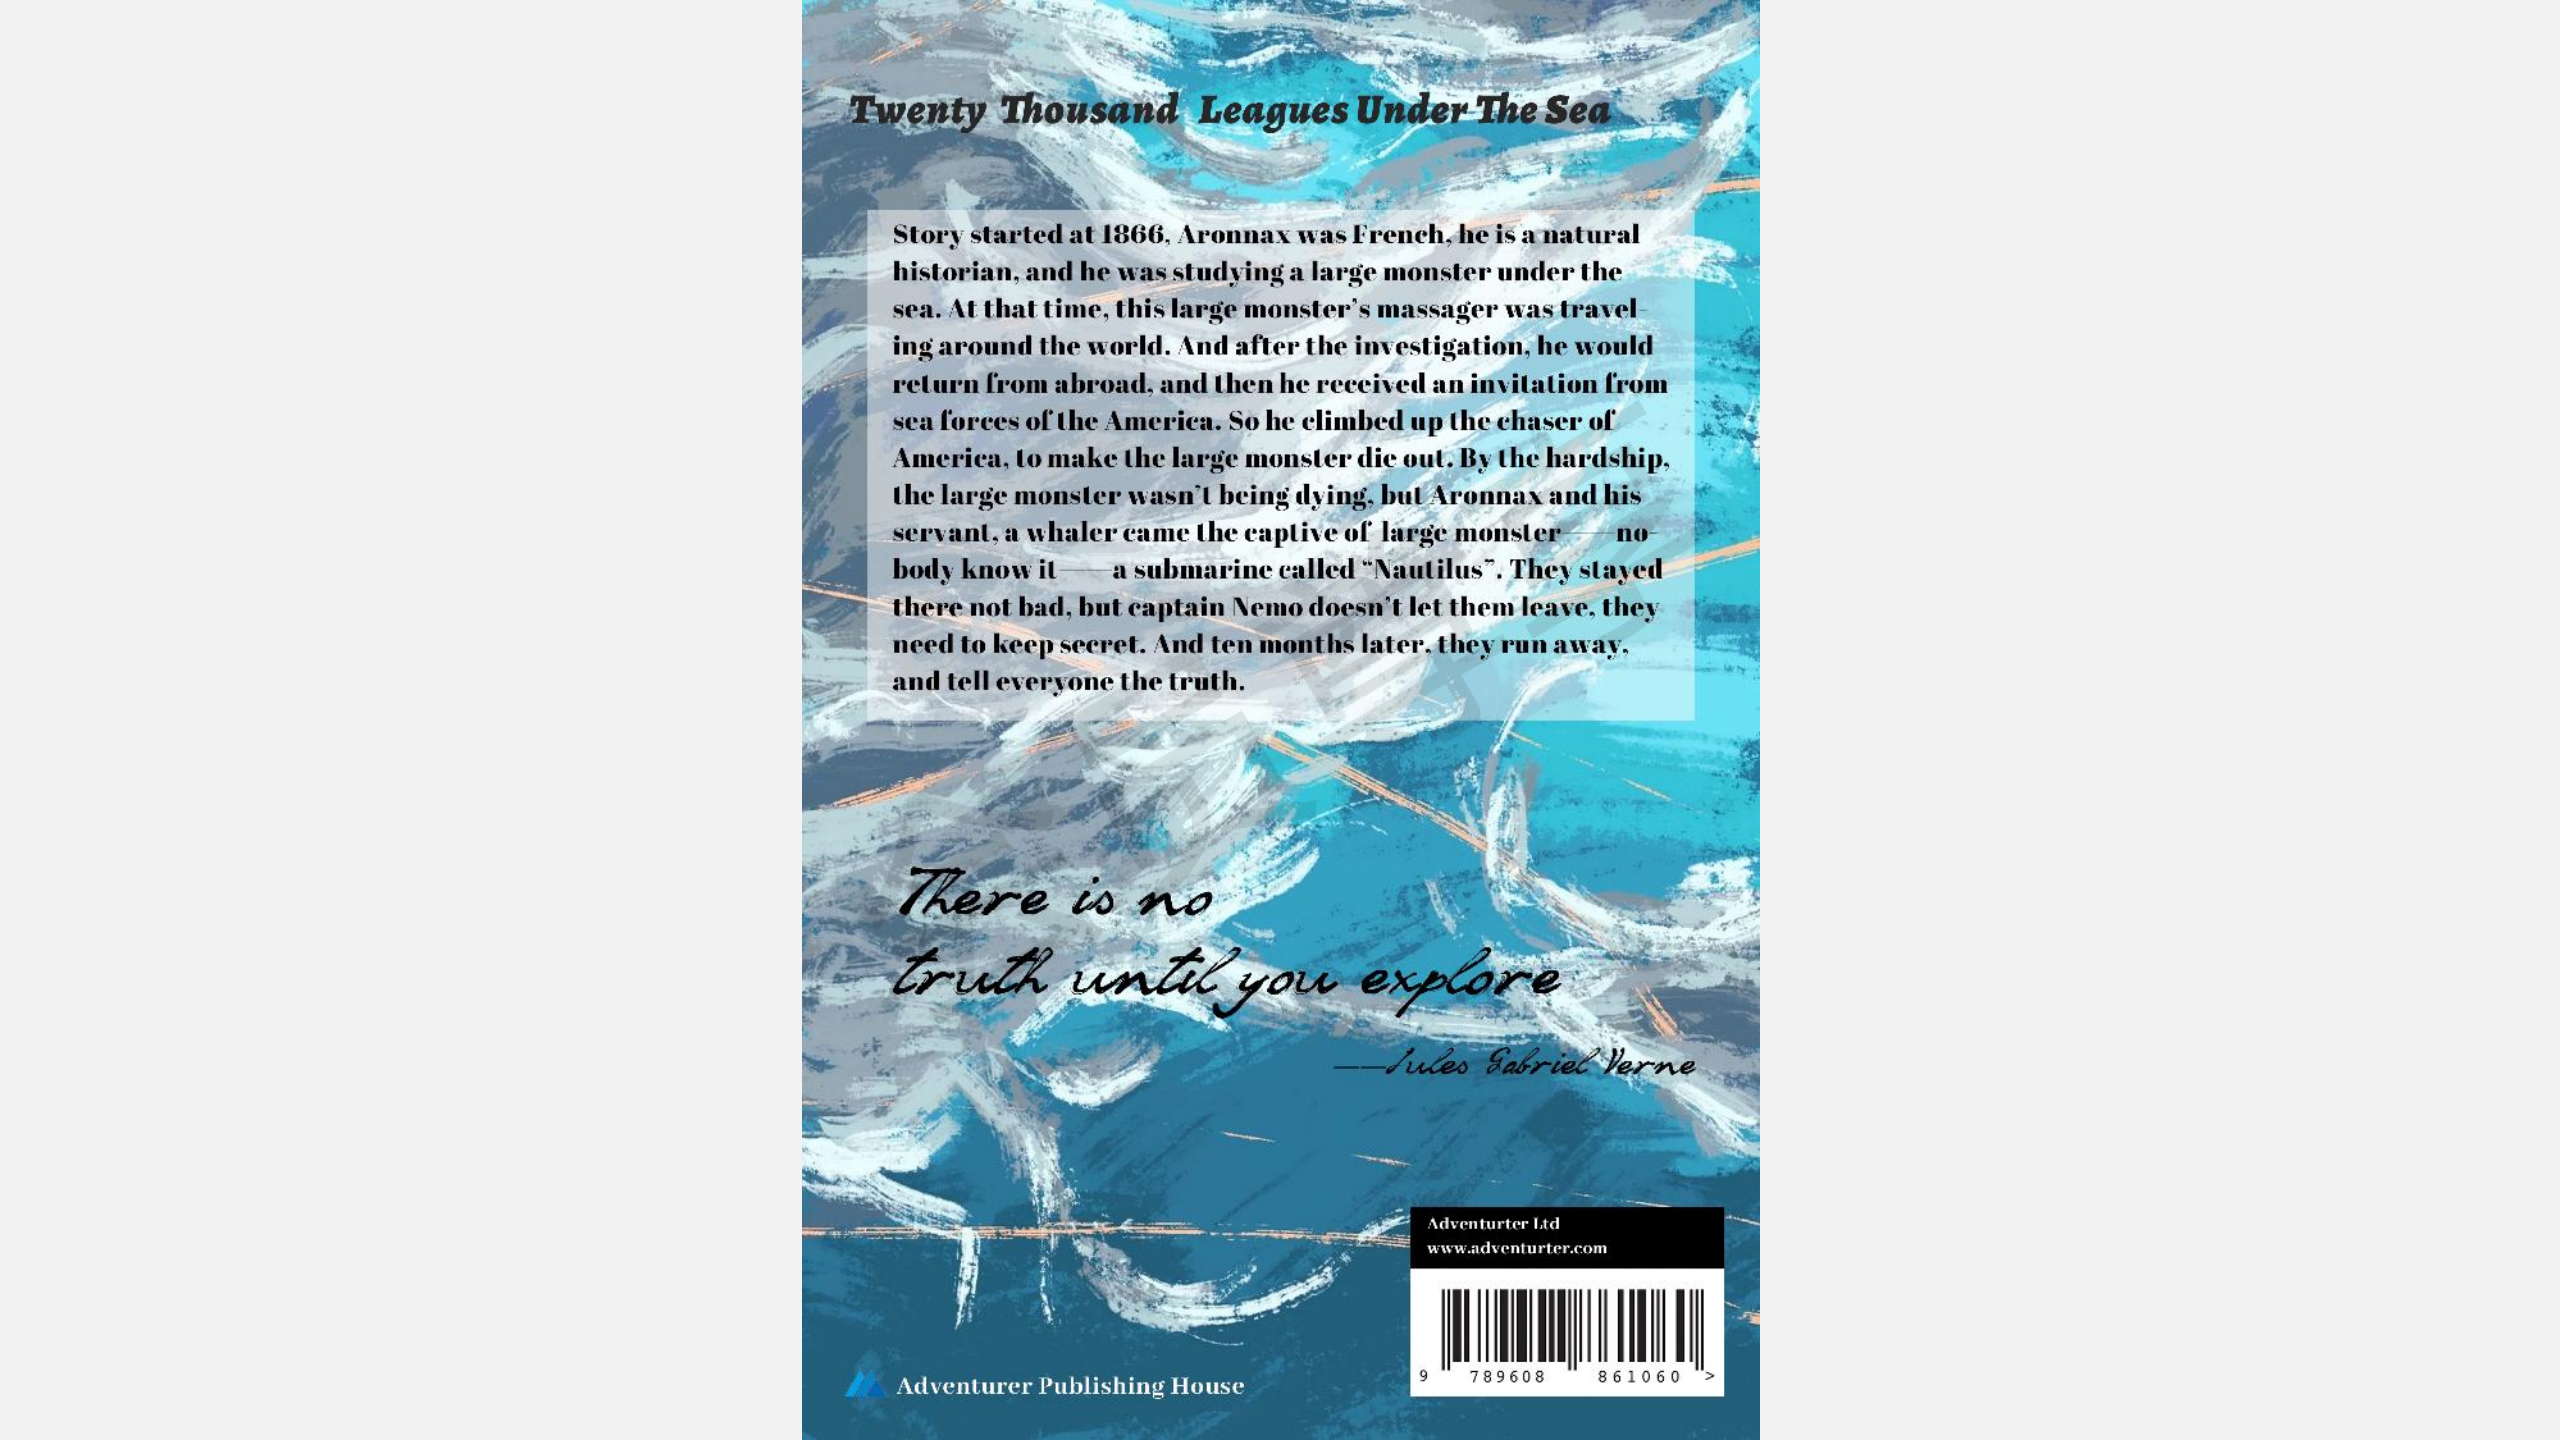 Twenty Thousand Leagues Under The Sea
Story started at 1866, Aronnax was French, he is a natural
historian, and he was studying a large monster under the
sea. At that time, this large monster's massager was travel-
ing around the world. And after the investigation, he would
return from abroad, and then he received an invitation from
sea forces of the America. So he climbed up the chaser of
America, to make the large monster die out. By the hardship,
the large monster wasn't being dying, but Aronnax and his
servant, a whaler came the captive of large monster——no-
body know it——a submarine called “Nautilus”. They stayed
there not bad, but captain Nemo doesn't let them leave, they
need to keep secret. And ten months later, they run away,
and tell everyone the truth.
There is no
truth until you explore
——Jules Gabriel Verne
Adventurter Ltd
www.adventurter.com
9 789608 861060 >
Adventurer Publishing House